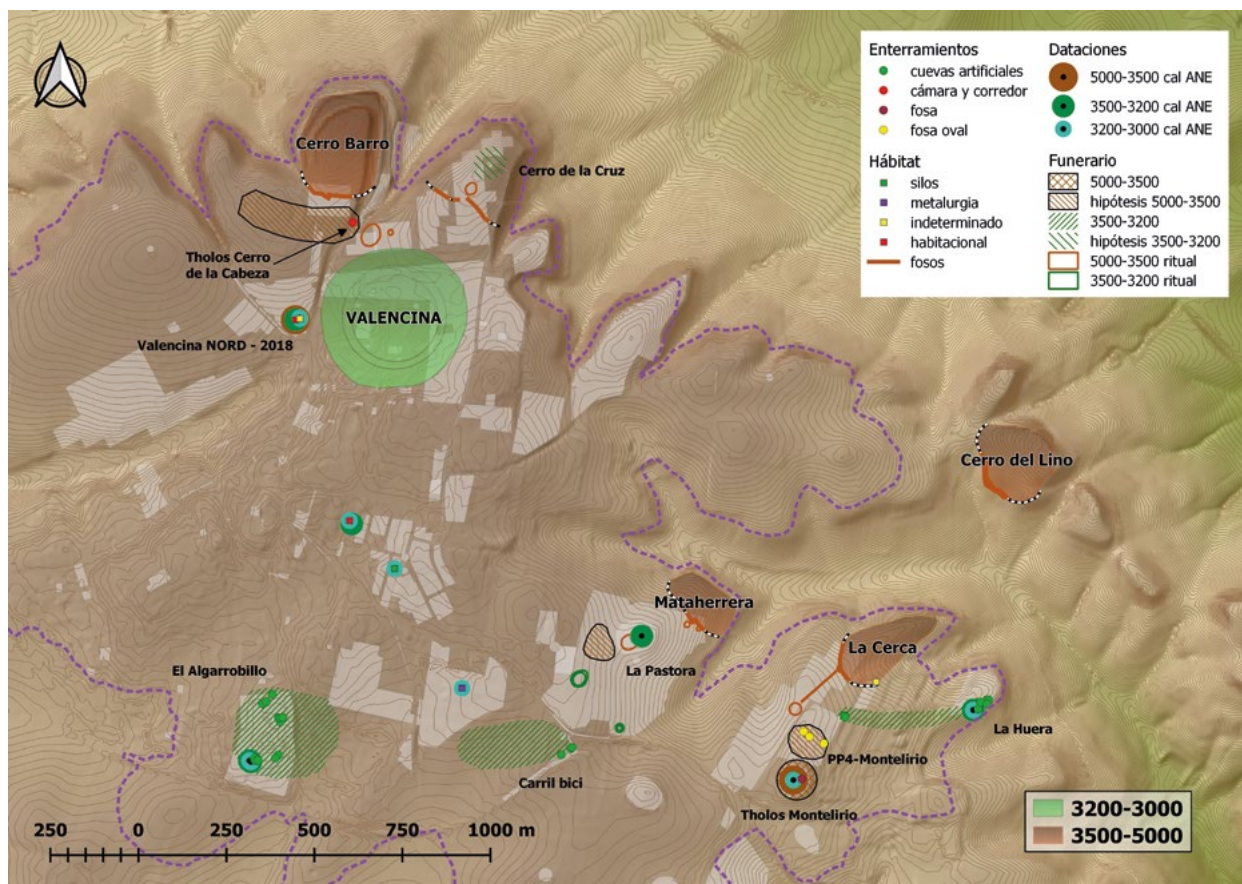 Enterramientos
cuevas artificiales
cámara y corredor
fosa
fosa oval
Hábitat
silos
metalurgia
indeterminado
habitacional
fosos
Dataciones
5000-3500 cal ANE
3500-3200 cal ANE
3200-3000 cal ANE
Funerario
5000-3500
hipótesis 5000-3500
3500-3200
hipótesis 3500-3200
5000-3500 ritual
3500-3200 ritual
Cerro Barro
Cerro de la Cruz
Tholos Cerro
de la Cabeza
VALENCINA
Valencina NORD - 2018
Cerro del Lino
Mataherrera
La Cerca
La Pastora
El Algarrobillo
La Huera
PP4-Montelirio
Carril bici
Tholos Montelirio
250 0 250 500 750 1000 m
3200-3000
3500-5000